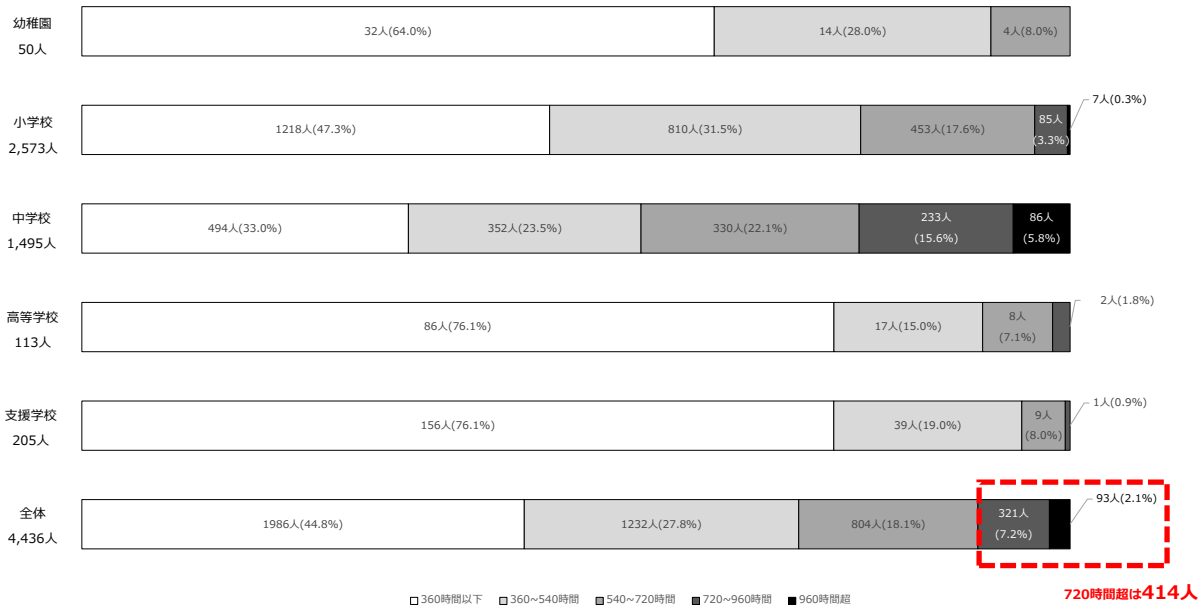 幼稚園
50人
32人(64.0%)
14人(28.0%)
4人(8.0%)
小学校
2,573人
1218人(47.3%)
810人(31.5%)
453人(17.6%)
85人
(3.3%)
7人(0.3%)
中学校
1,495人
494人(33.0%)
352人(23.5%)
330人(22.1%)
233人
(15.6%)
86人
(5.8%)
高等学校
113人
86人(76.1%)
17人(15.0%)
8人
(7.1%)
2人(1.8%)
支援学校
205人
156人(76.1%)
39人(19.0%)
9人
(8.0%)
1人(0.9%)
全体
4,436人
1986人(44.8%)
1232人(27.8%)
804人(18.1%)
321人
(7.2%)
93人(2.1%)
360時間以下 360~540時間 540~720時間 720~960時間 960時間超
720時間超は414人